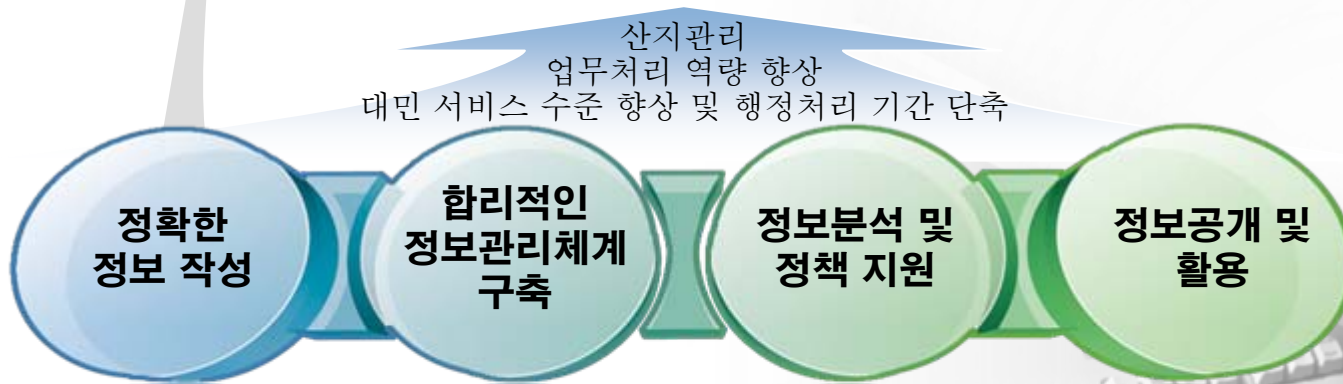 산지관리
업무처리 역량 향상
대민 서비스 수준 향상 및 행정처리 기간 단축
정확한
정보 작성
합리적인
정보관리체계
구축
정보분석 및
정책 지원
정보공개 및
활용